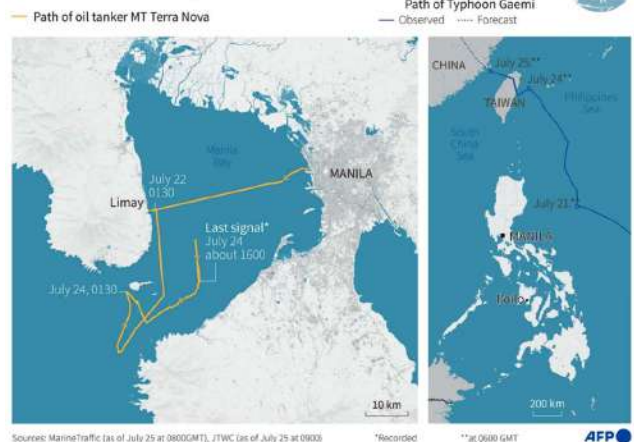 Path of Typhoon Gaemi
Path of oil tanker MT Terra Nova
Observed
Forecast
Manila
Bay
July 22
0130
Limay
MANILA
Last signal*
July 24
about 1600
July 24, 0130
10 km
CHINA
July 25**
July 24**
TAIWAN
Philippines
Sea
South
China
Sea
July 21**
MANILA
Iloilo
200 km
Sources: MarineTraffic (as of July 25 at 0800GMT), JTWC (as of July 25 at 0900)
*Recorded
**at 0600 GMT
AFP